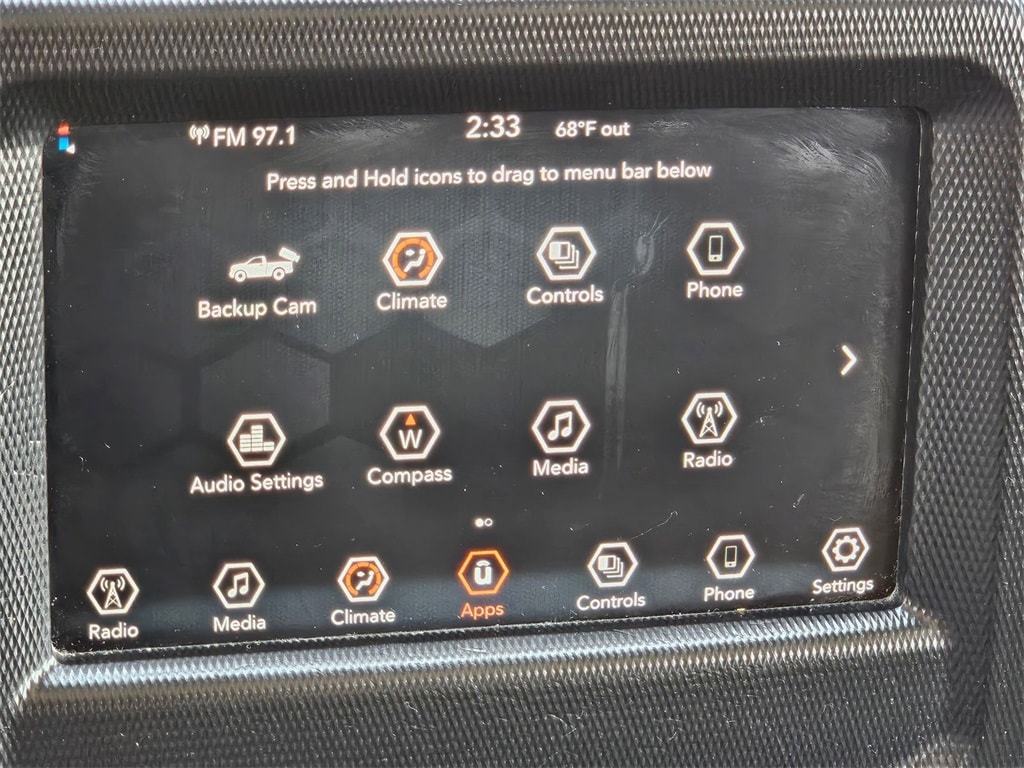 FM 97.1 2:33 68°F out
Press and Hold icons to drag to menu bar below
Backup Cam Climate Controls Phone
W
Audio Settings Compass Media Radio
ū
Radio Media Climate Apps Controls Phone Settings